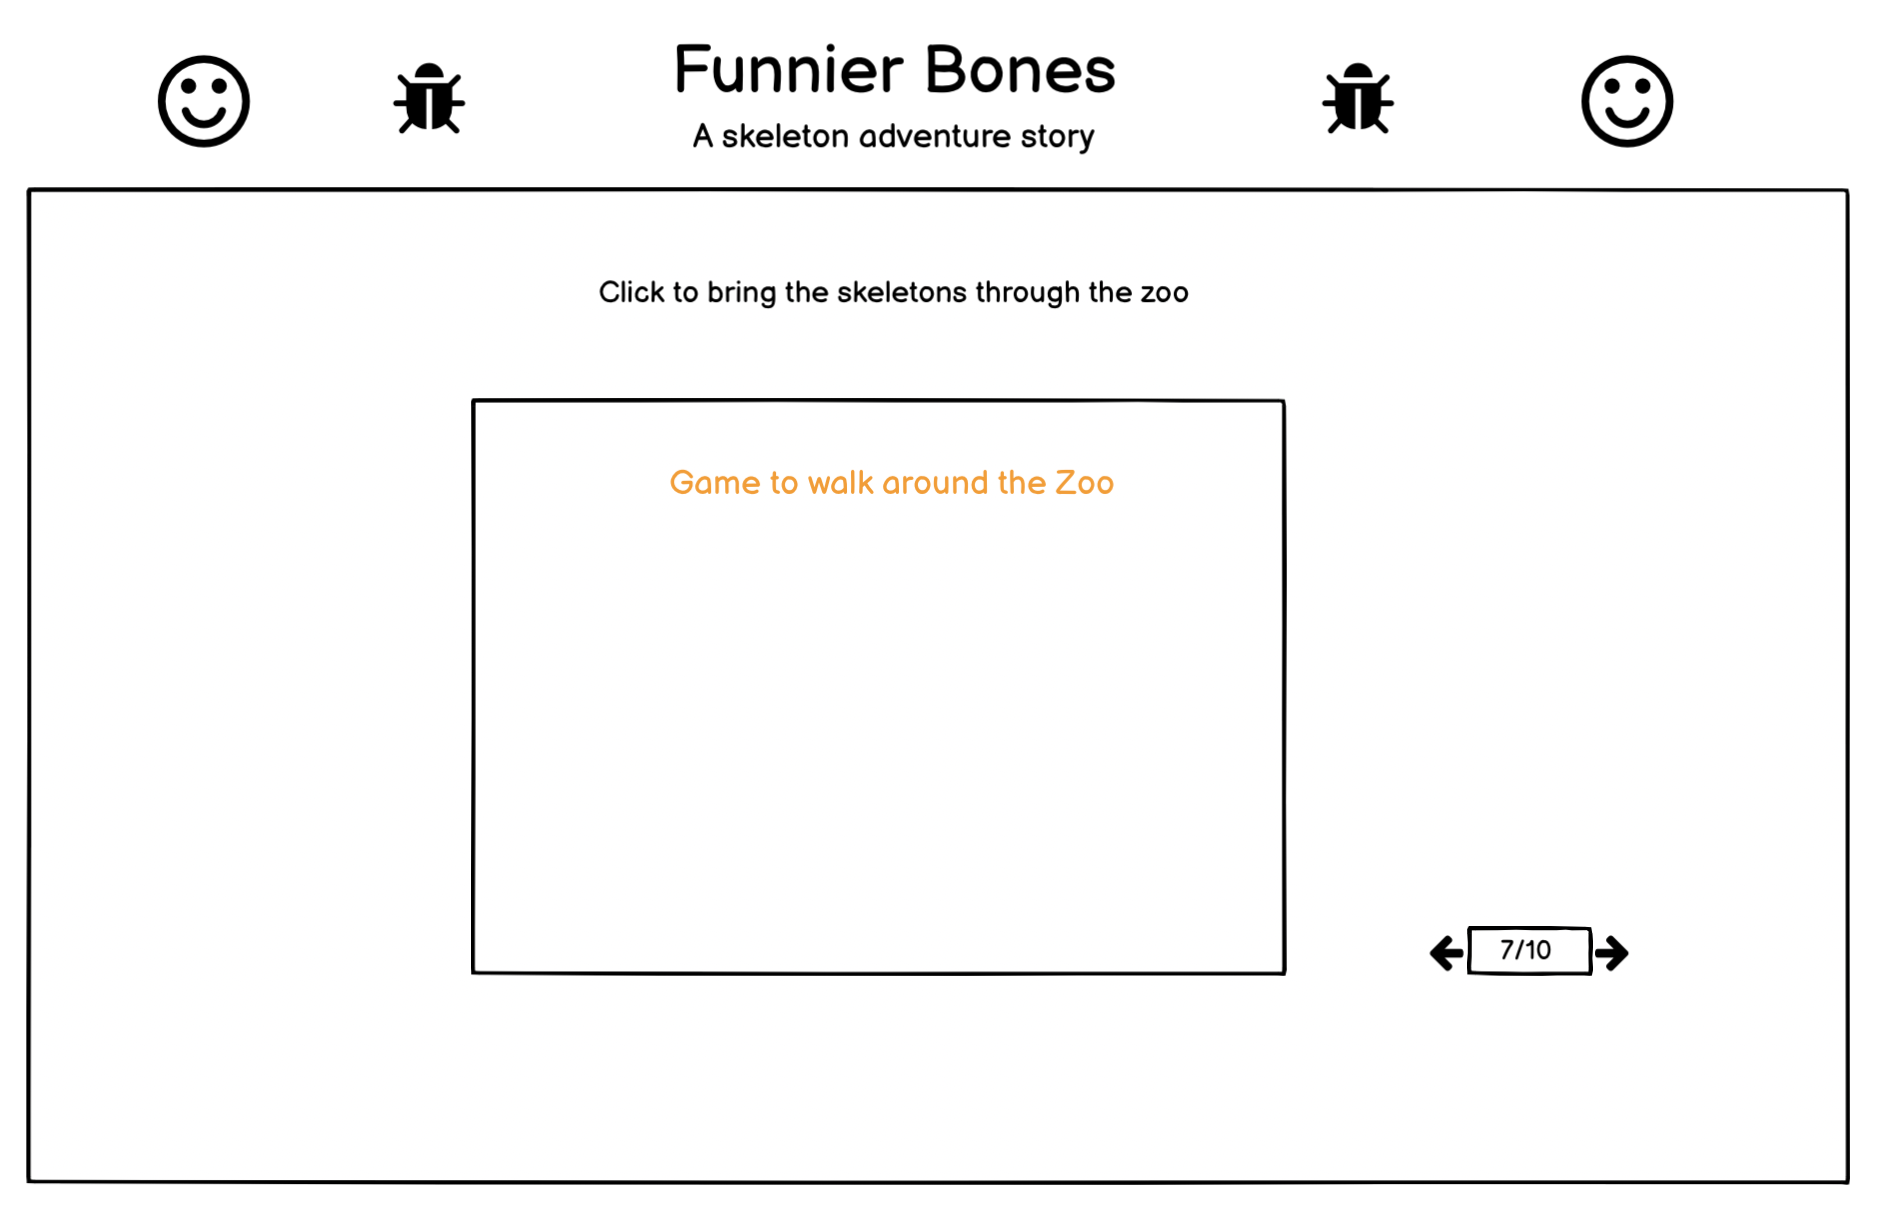 Funnier Bones
A skeleton adventure story
Click to bring the skeletons through the zoo
Game to walk around the Zoo
7/10